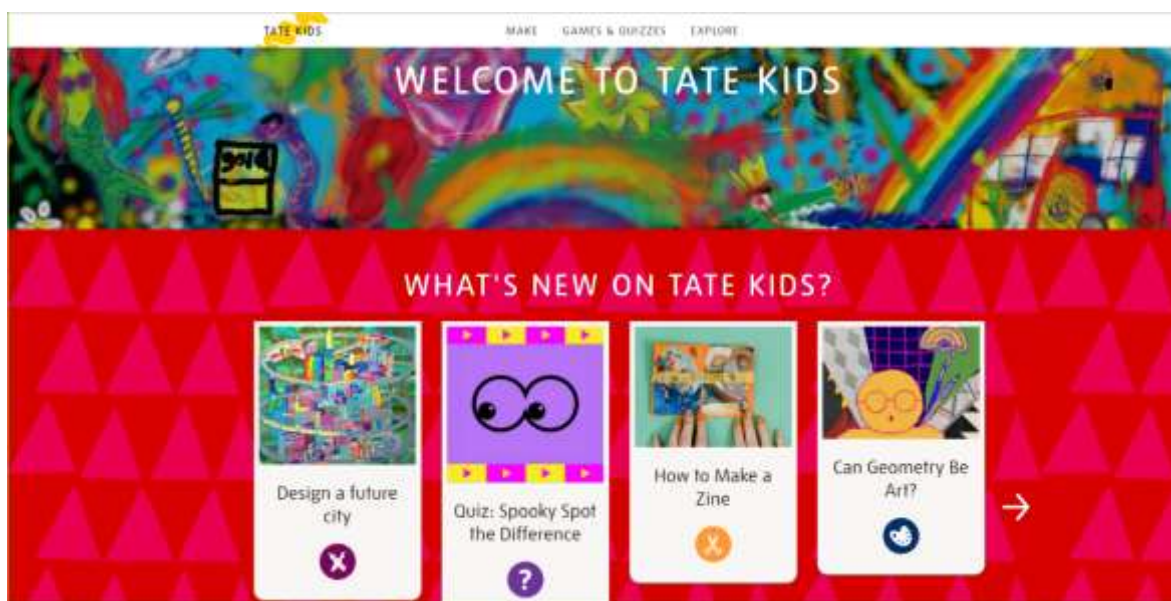 TATE KIDS
MAKE GAMES & QUIZZES EXPLORE
WELCOME TO TATE KIDS
gold
WHAT'S NEW ON TATE KIDS?
Design a future
city
Quiz: Spooky Spot
the Difference
?
How to Make a
Zine
Can Geometry Be
Art?